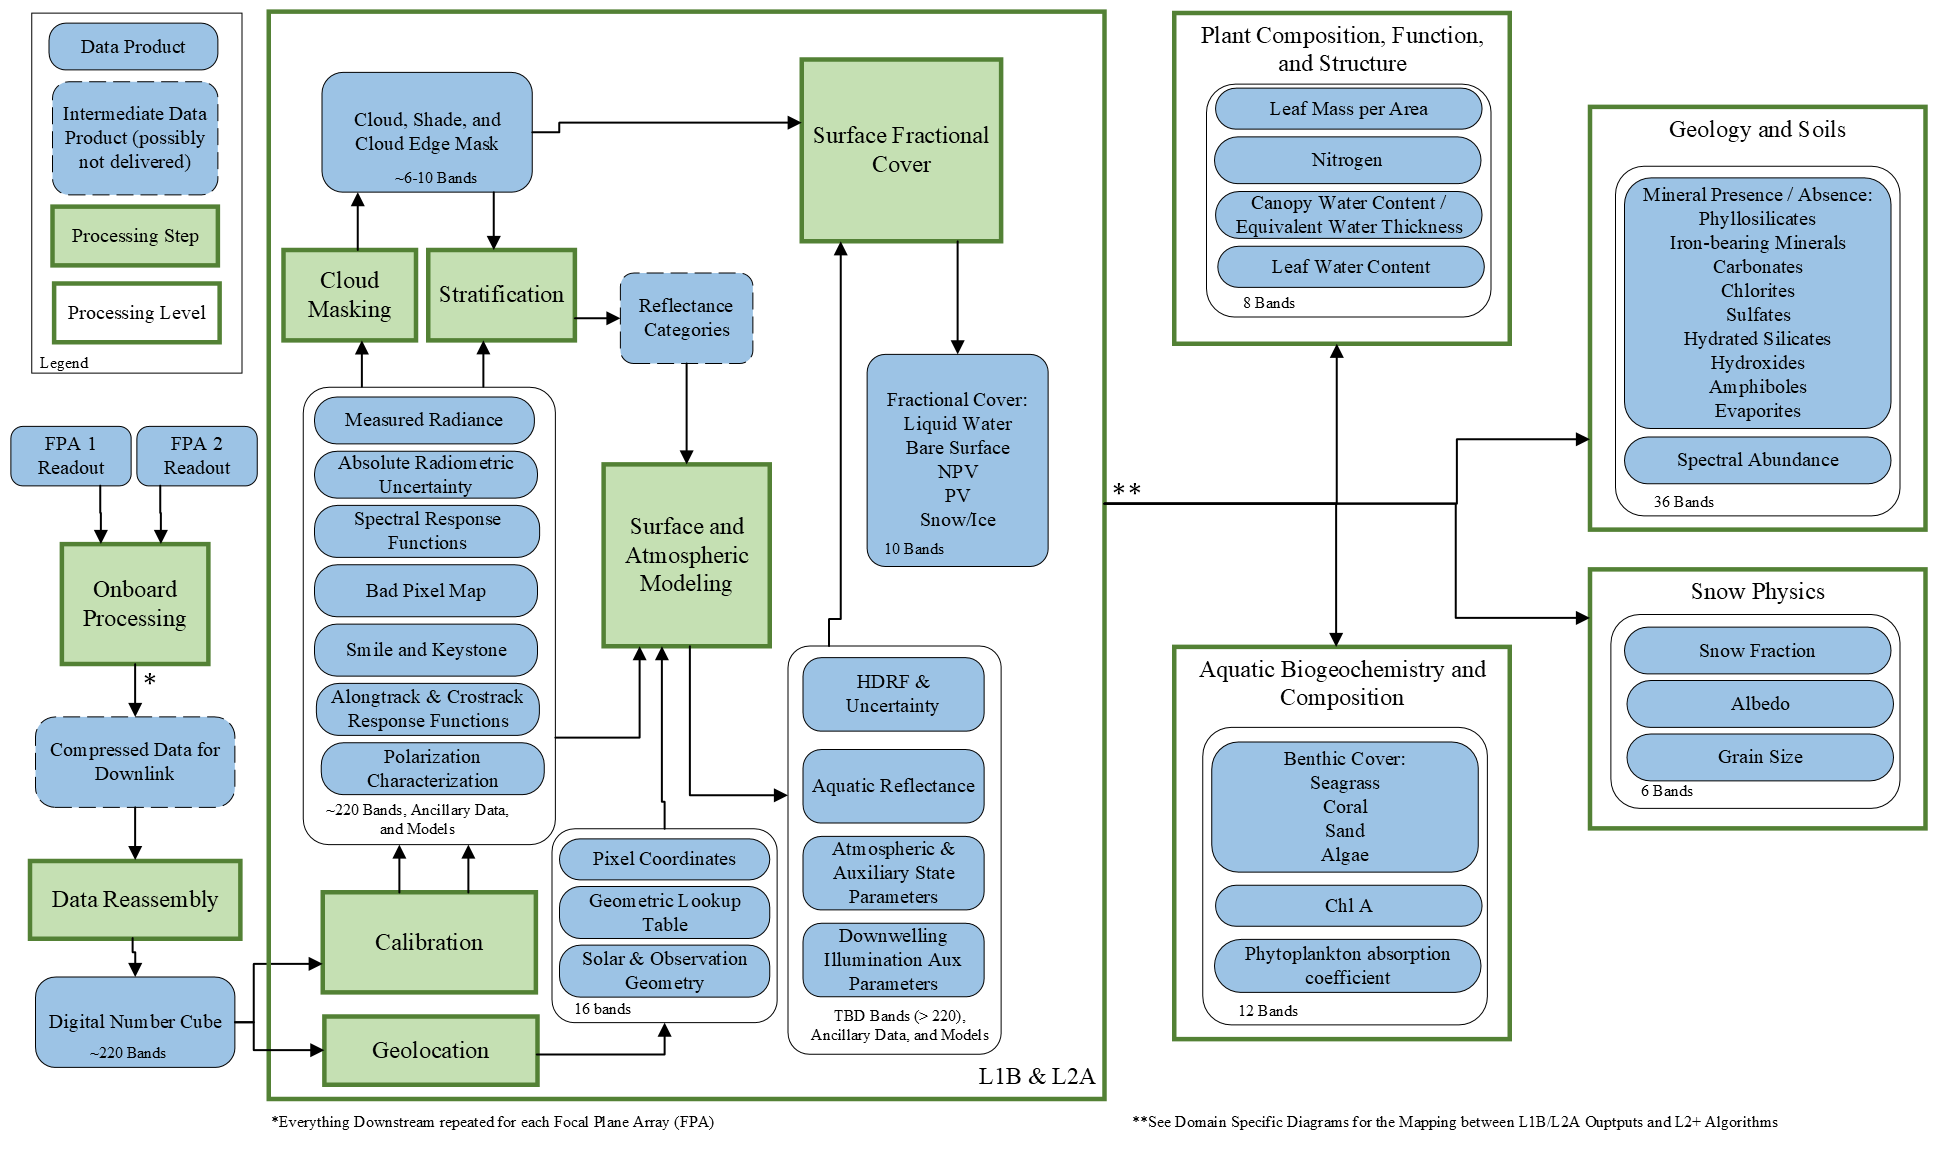 Data Product
Intermediate Data
Product (possibly
not delivered)
Processing Step
Processing Level
Legend
FPA 1
Readout
FPA 2
Readout
Onboard
Processing
*
Compressed Data for
Downlink
Data Reassembly
Digital Number Cube
~220 Bands
Cloud, Shade, and
Cloud Edge Mask
~6-10 Bands
Surface Fractional
Cover
Cloud
Masking
Stratification
Reflectance
Categories
Measured Radiance
Absolute Radiometric
Uncertainty
Spectral Response
Functions
Bad Pixel Map
Smile and Keystone
Alongtrack & Crostrack
Response Functions
Polarization
Characterization
~220 Bands, Ancillary Data,
and Models
Surface and
Atmospheric
Modeling
Fractional Cover:
Liquid Water
Bare Surface
NPV
PV
Snow/Ice
10 Bands
Calibration
Geolocation
Pixel Coordinates
Geometric Lookup
Table
Solar & Observation
Geometry
16 bands
HDRF &
Uncertainty
Aquatic Reflectance
Atmospheric &
Auxiliary State
Parameters
Downwelling
Illumination Aux
Parameters
TBD Bands (> 220),
Ancillary Data, and Models
L1B & L2A
**
Plant Composition, Function,
and Structure
Leaf Mass per Area
Nitrogen
Canopy Water Content /
Equivalent Water Thickness
Leaf Water Content
8 Bands
Geology and Soils
Mineral Presence / Absence:
Phyllosilicates
Iron-bearing Minerals
Carbonates
Chlorites
Sulfates
Hydrated Silicates
Hydroxides
Amphiboles
Evaporites
Spectral Abundance
36 Bands
Snow Physics
Snow Fraction
Albedo
Grain Size
6 Bands
Aquatic Biogeochemistry and
Composition
Benthic Cover:
Seagrass
Coral
Sand
Algae
Chl A
Phytoplankton absorption
coefficient
12 Bands
*Everything Downstream repeated for each Focal Plane Array (FPA)
**See Domain Specific Diagrams for the Mapping between L1B/L2A Ouptputs and L2+ Algorithms